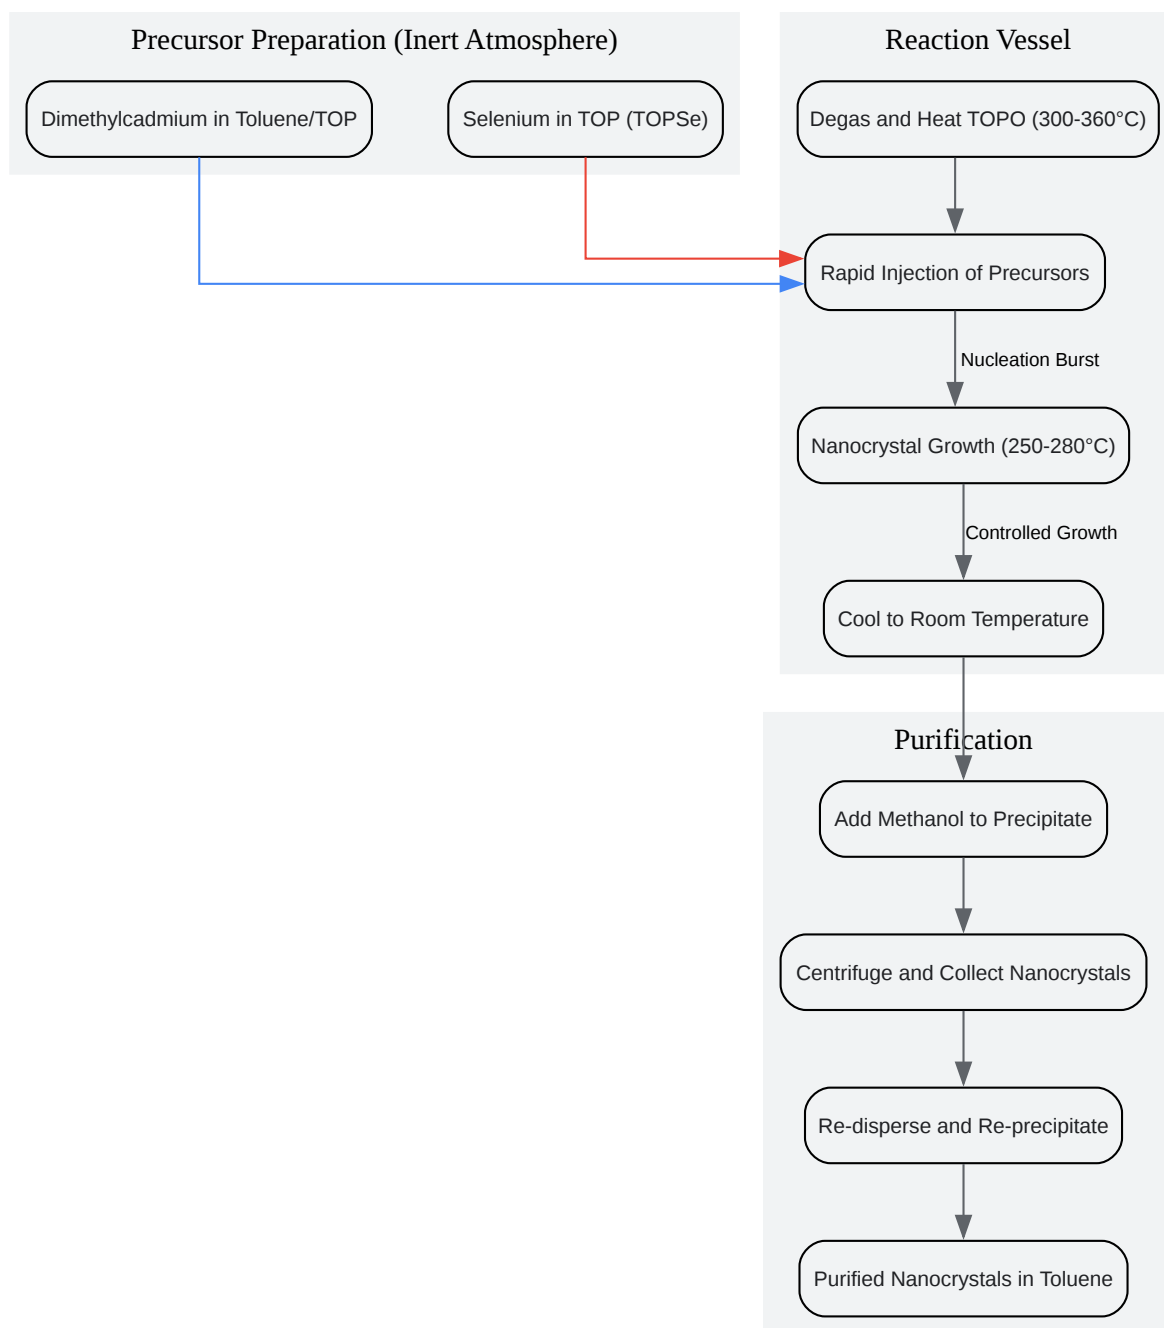 Precursor Preparation (Inert Atmosphere)
Dimethylcadmium in Toluene/TOP
Selenium in TOP (TOPSe)
Reaction Vessel
Degas and Heat TOPO (300-360°C)
Rapid Injection of Precursors
Nucleation Burst
Nanocrystal Growth (250-280°C)
Controlled Growth
Cool to Room Temperature
Purification
Add Methanol to Precipitate
Centrifuge and Collect Nanocrystals
Re-disperse and Re-precipitate
Purified Nanocrystals in Toluene